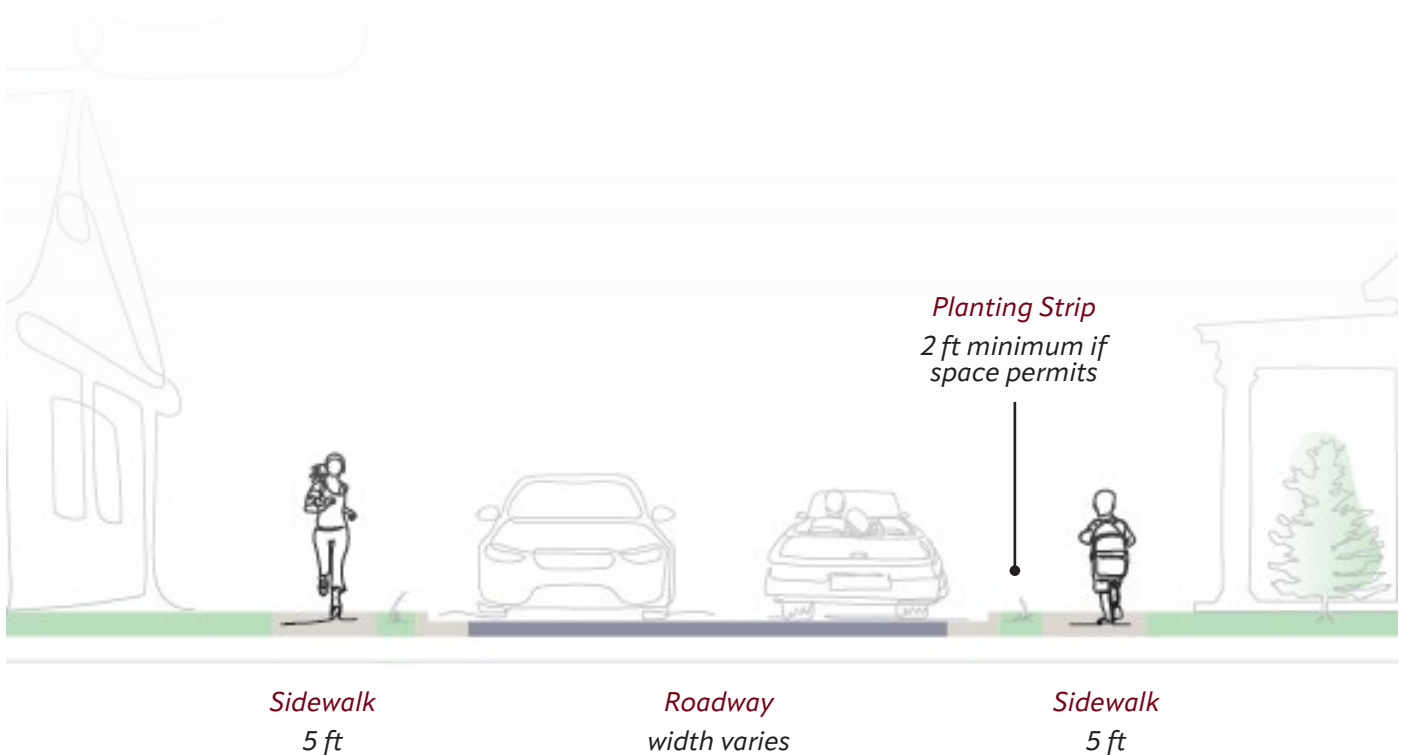 Planting Strip
2 ft minimum if
space permits
Sidewalk
5 ft
Roadway
width varies
Sidewalk
5 ft